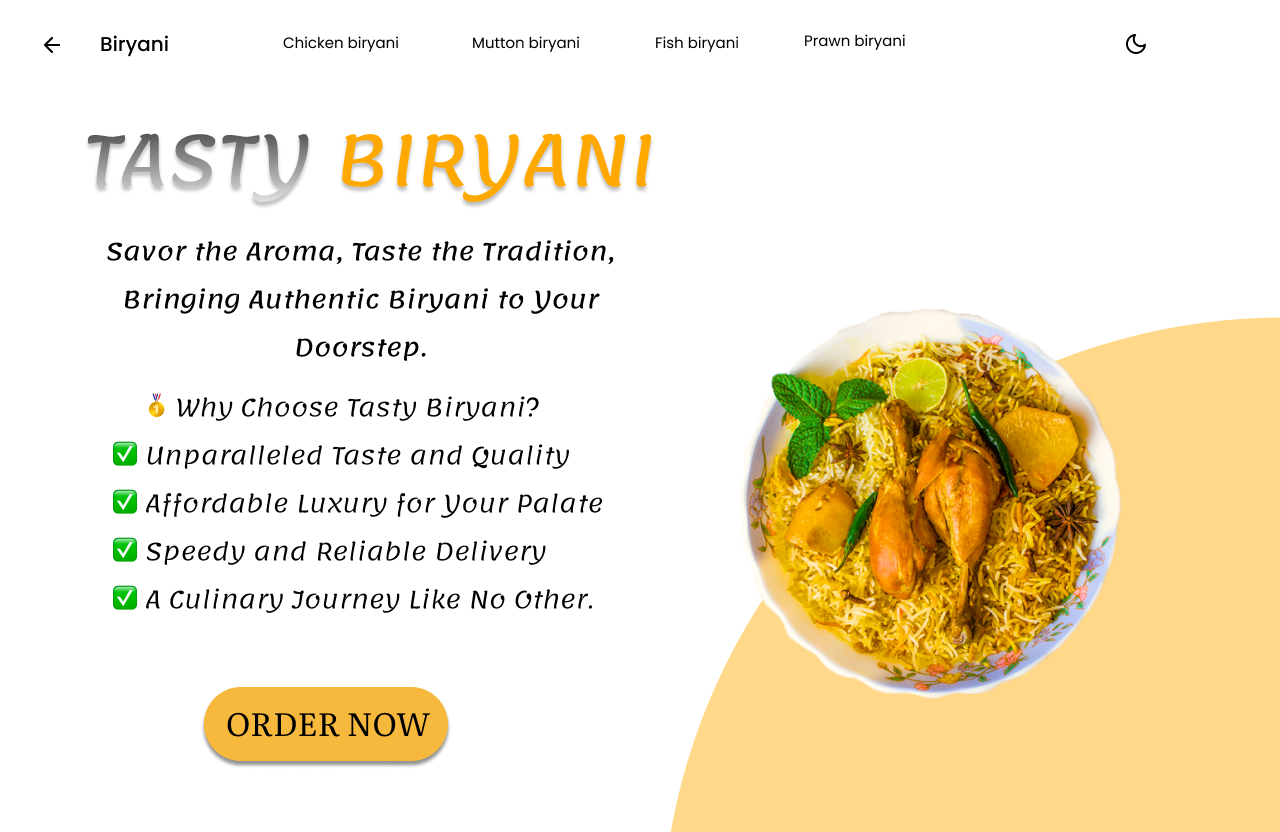 Biryani
Chicken biryani
Mutton biryani
Fish biryani
Prawn biryani
TASTY BIRYANI
Savor the Aroma, Taste the Tradition,
Bringing Authentic Biryani to Your
Doorstep.
🏅 Why Choose Tasty Biryani?
✅ Unparalleled Taste and Quality
✅ Affordable Luxury for Your Palate
✅ Speedy and Reliable Delivery
✅ A Culinary Journey Like No Other.
ORDER NOW